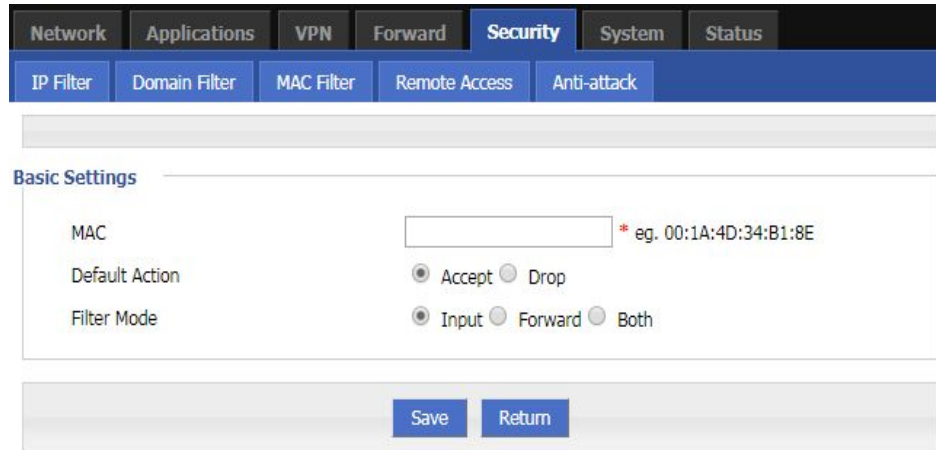 Network Applications VPN Forward Security System Status
IP Filter Domain Filter MAC Filter Remote Access Anti-attack
Basic Settings
MAC * eg. 00:1A:4D:34:B1:8E
Default Action Accept Drop
Filter Mode Input Forward Both
Save Return